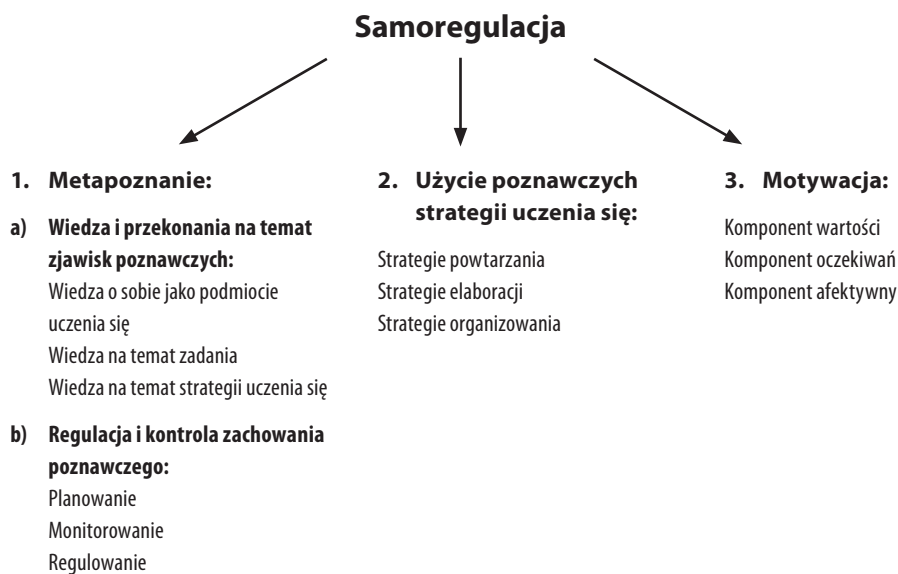 Samoregulacja
1. Metapoznanie:
a) Wiedza i przekonania na temat
zjawisk poznawczych:
Wiedza o sobie jako podmiocie
uczenia się
Wiedza na temat zadania
Wiedza na temat strategii uczenia się
b) Regulacja i kontrola zachowania
poznawczego:
Planowanie
Monitorowanie
Regulowanie
2. Użycie poznawczych
strategii uczenia się:
Strategie powtarzania
Strategie elaboracji
Strategie organizowania
3. Motywacja:
Komponent wartości
Komponent oczekiwań
Komponent afektywny